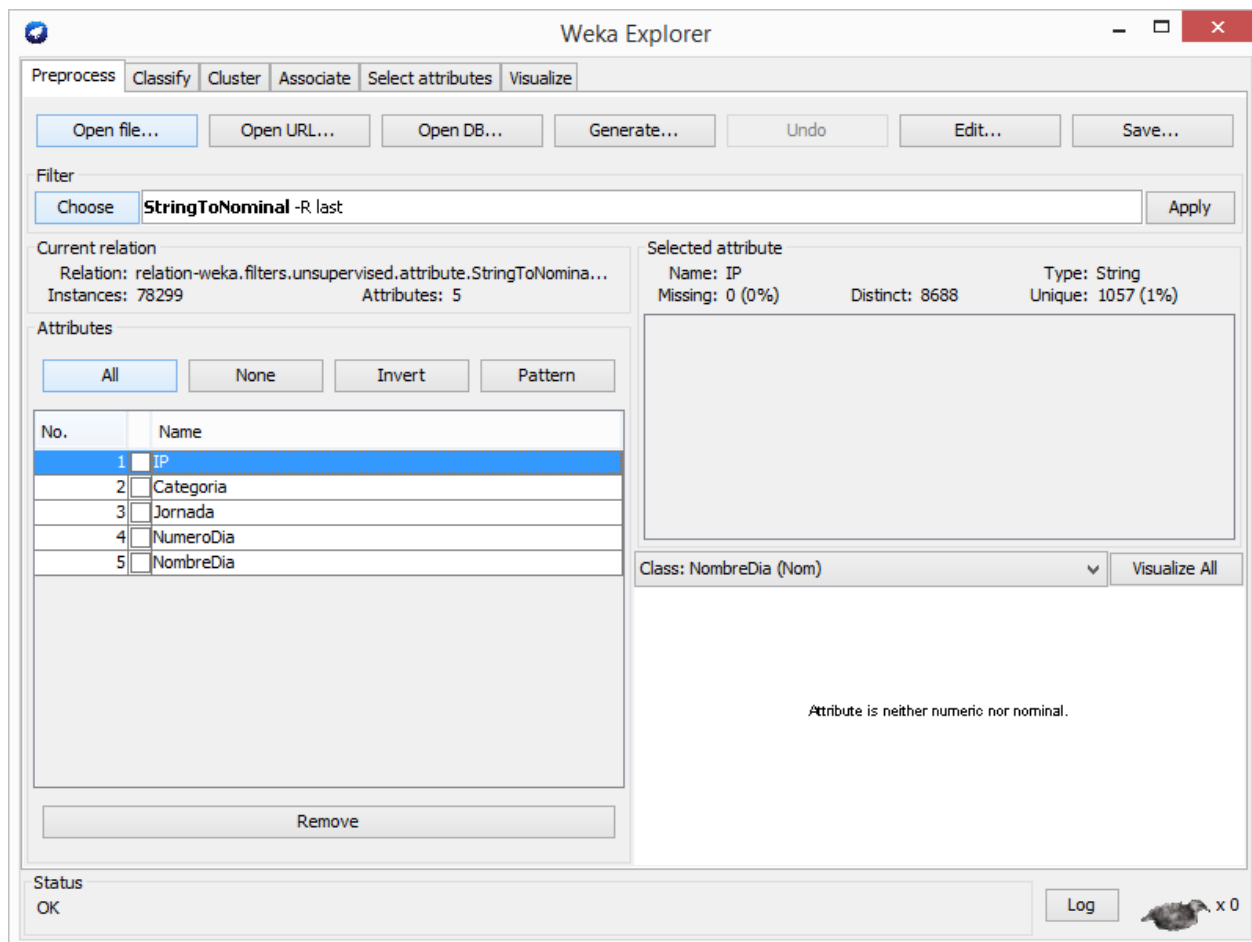 Weka Explorer
Preprocess Classify Cluster Associate Select attributes Visualize
Open file... Open URL... Open DB... Generate... Undo Edit... Save...
Filter
Choose StringToNominal -R last Apply
Current relation
Relation: relation-weka.filters.unsupervised.attribute.StringToNomina...
Instances: 78299 Attributes: 5
Selected attribute
Name: IP Type: String
Missing: 0 (0%) Distinct: 8688 Unique: 1057 (1%)
Attributes
All None Invert Pattern
No. Name
1 IP
2 Categoria
3 Jornada
4 NumeroDia
5 NombreDia
Remove
Class: NombreDia (Nom) Visualize All
Attribute is neither numeric nor nominal.
Status
OK
Log x 0